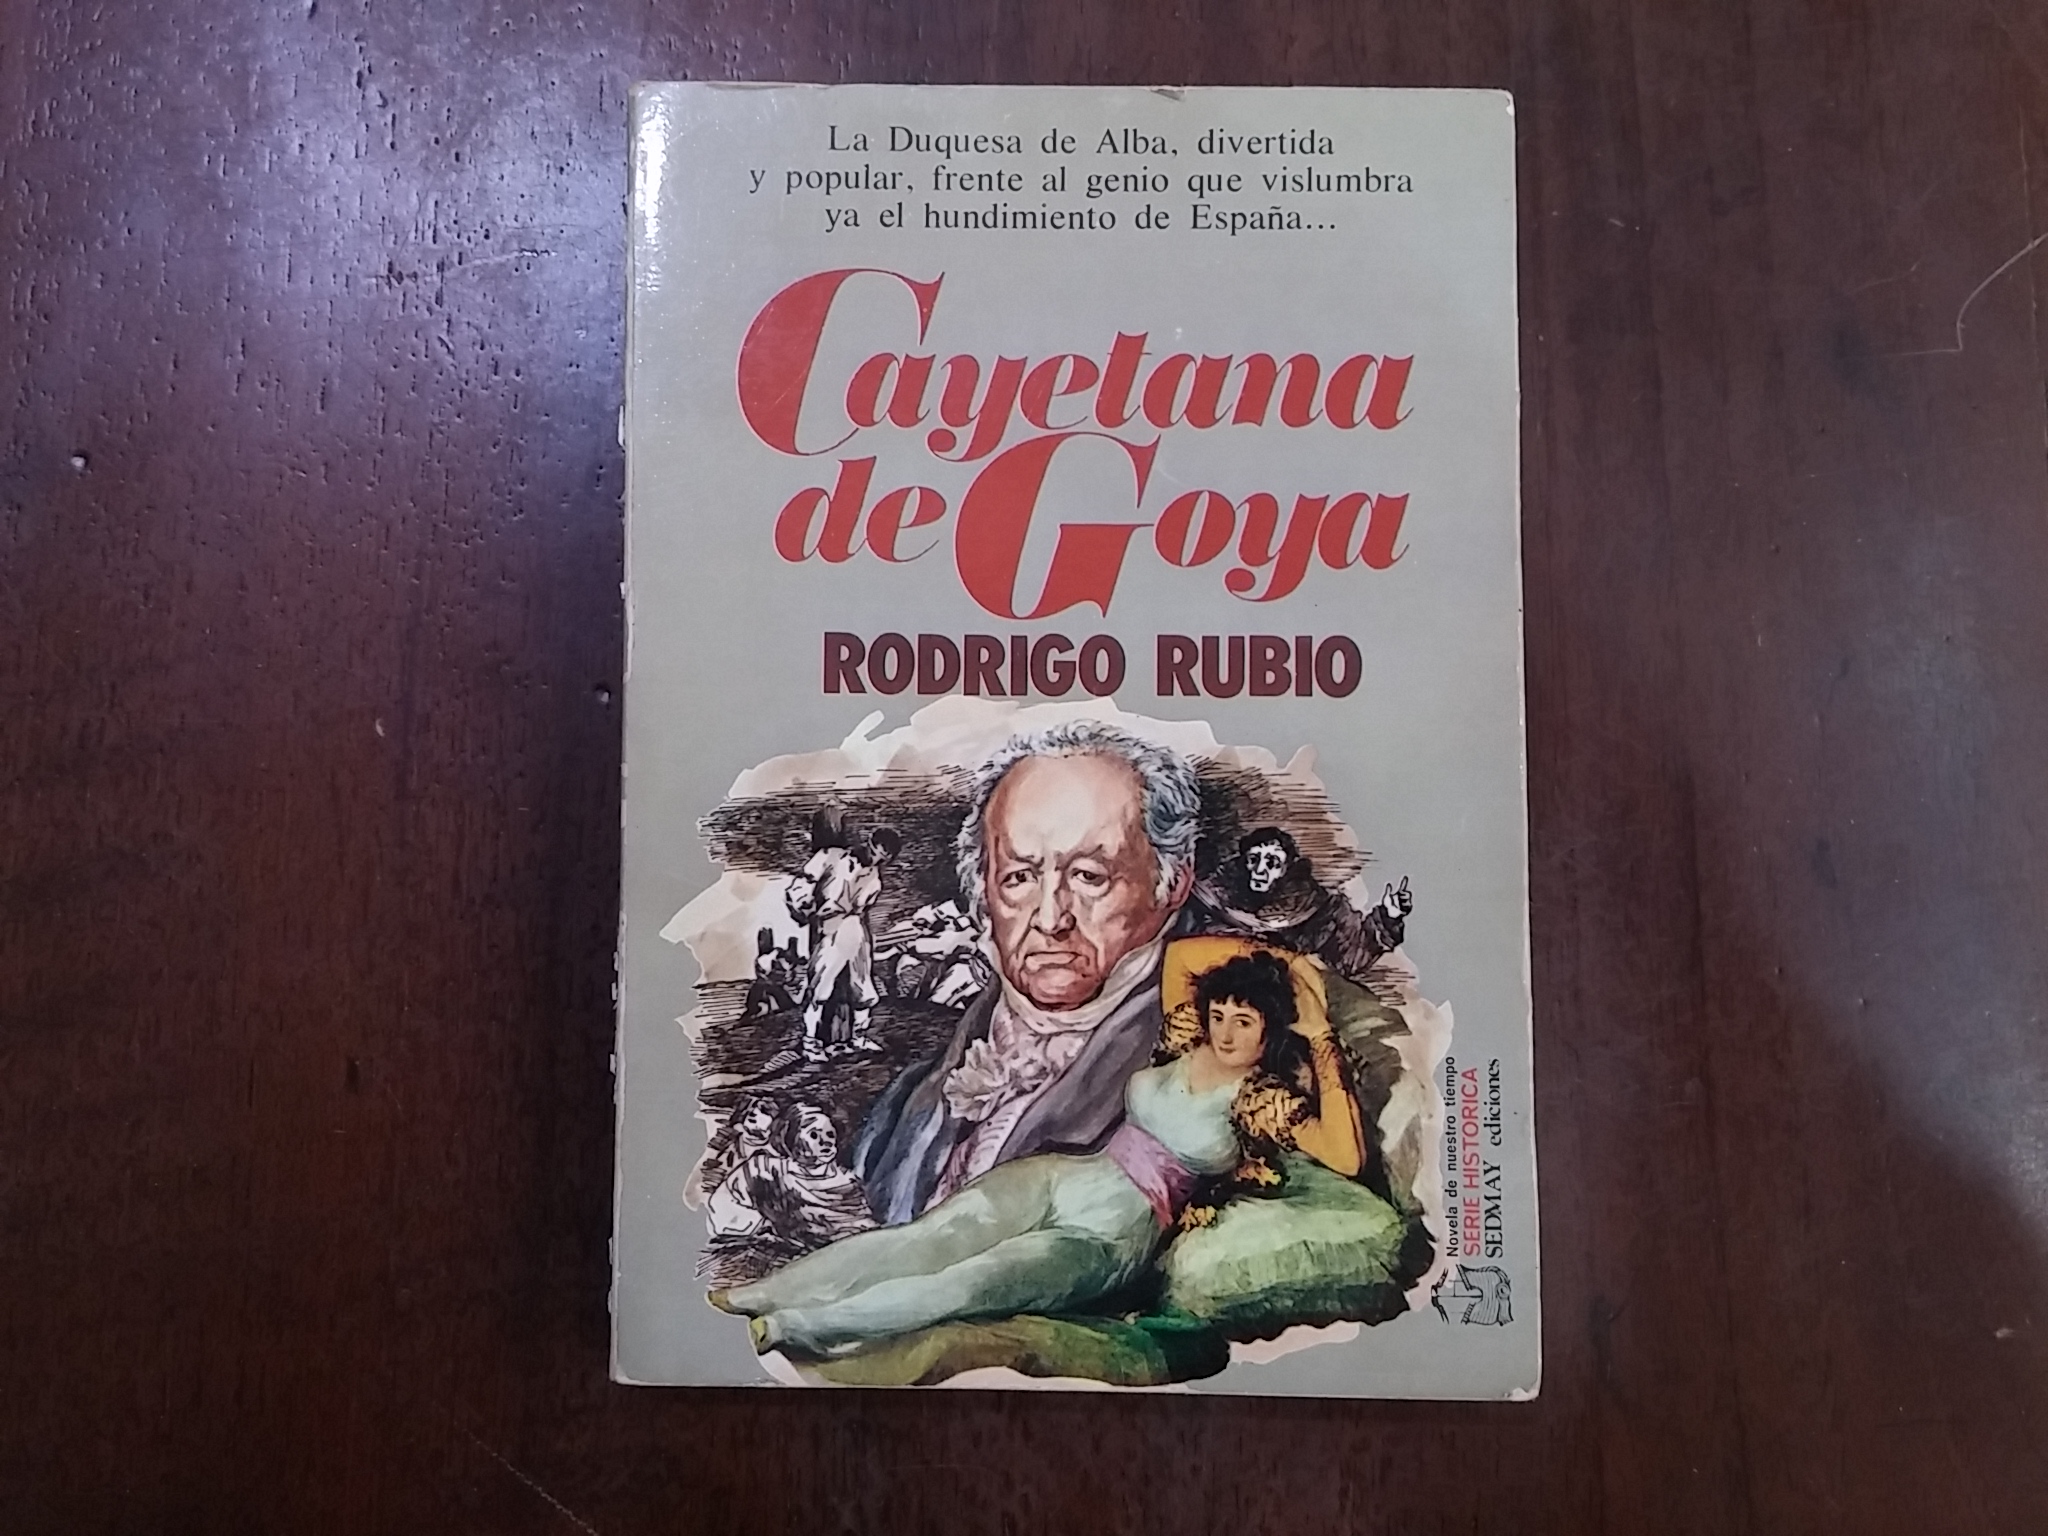 La Duquesa de Alba, divertida
y popular, frente al genio que vislumbra
ya el hundimiento de España...
Cayetana
de Goya
RODRIGO RUBIO
Novela de nuestro tiempo
SERIE HISTORICA
SEDMAY ediciones